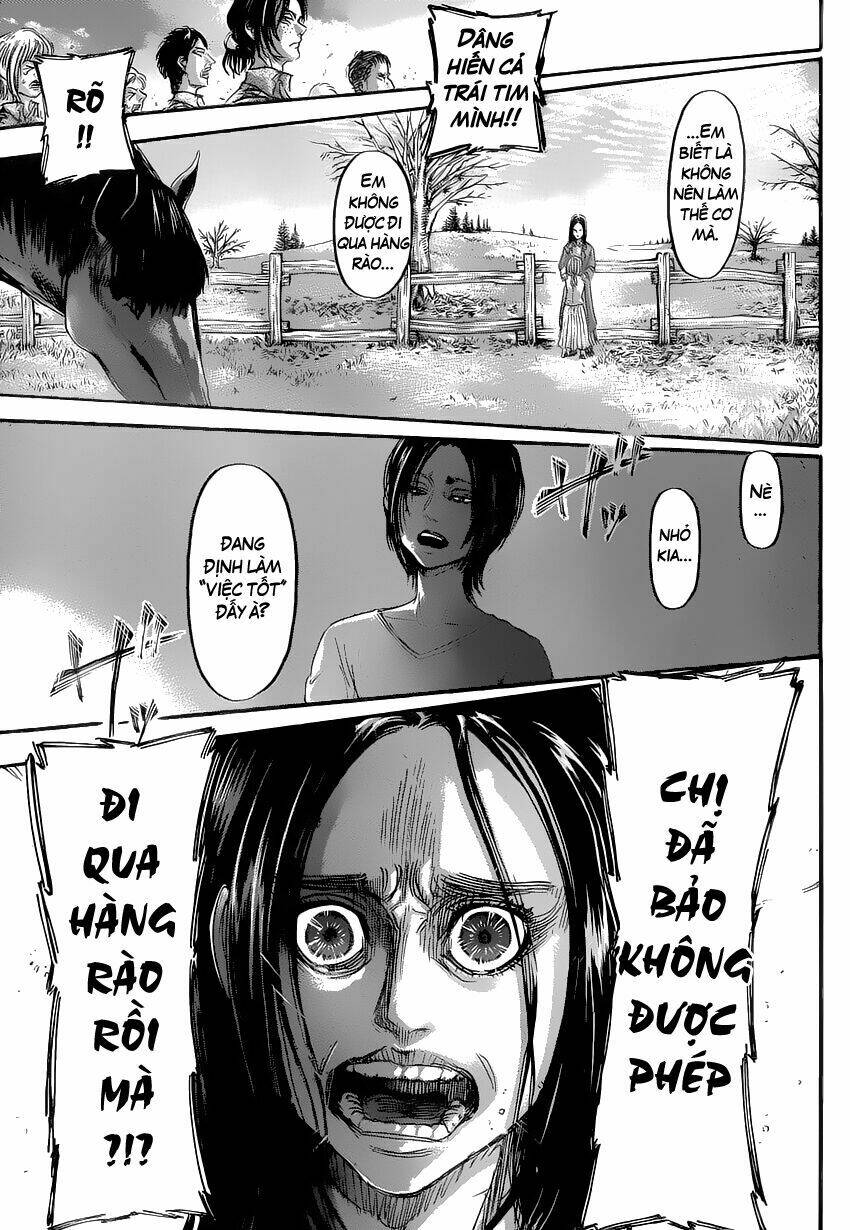 DÂNG
HIẾN CẢ
TRÁI TIM
MÌNH!!
RÕ
!!
...EM
BIẾT LÀ
KHÔNG
NÊN LÀM
THẾ CƠ
MÀ.
EM
KHÔNG
ĐƯỢC ĐI
QUA HÀNG
RÀO...
NÈ
...
NHỎ
KIA...
ĐANG
ĐỊNH LÀM
"VIỆC TỐT"
ĐẤY À?
CHỊ
ĐÃ
BẢO
KHÔNG
ĐƯỢC
PHÉP
ĐI
QUA
HÀNG
RÀO
RỒI
MÀ
?!?